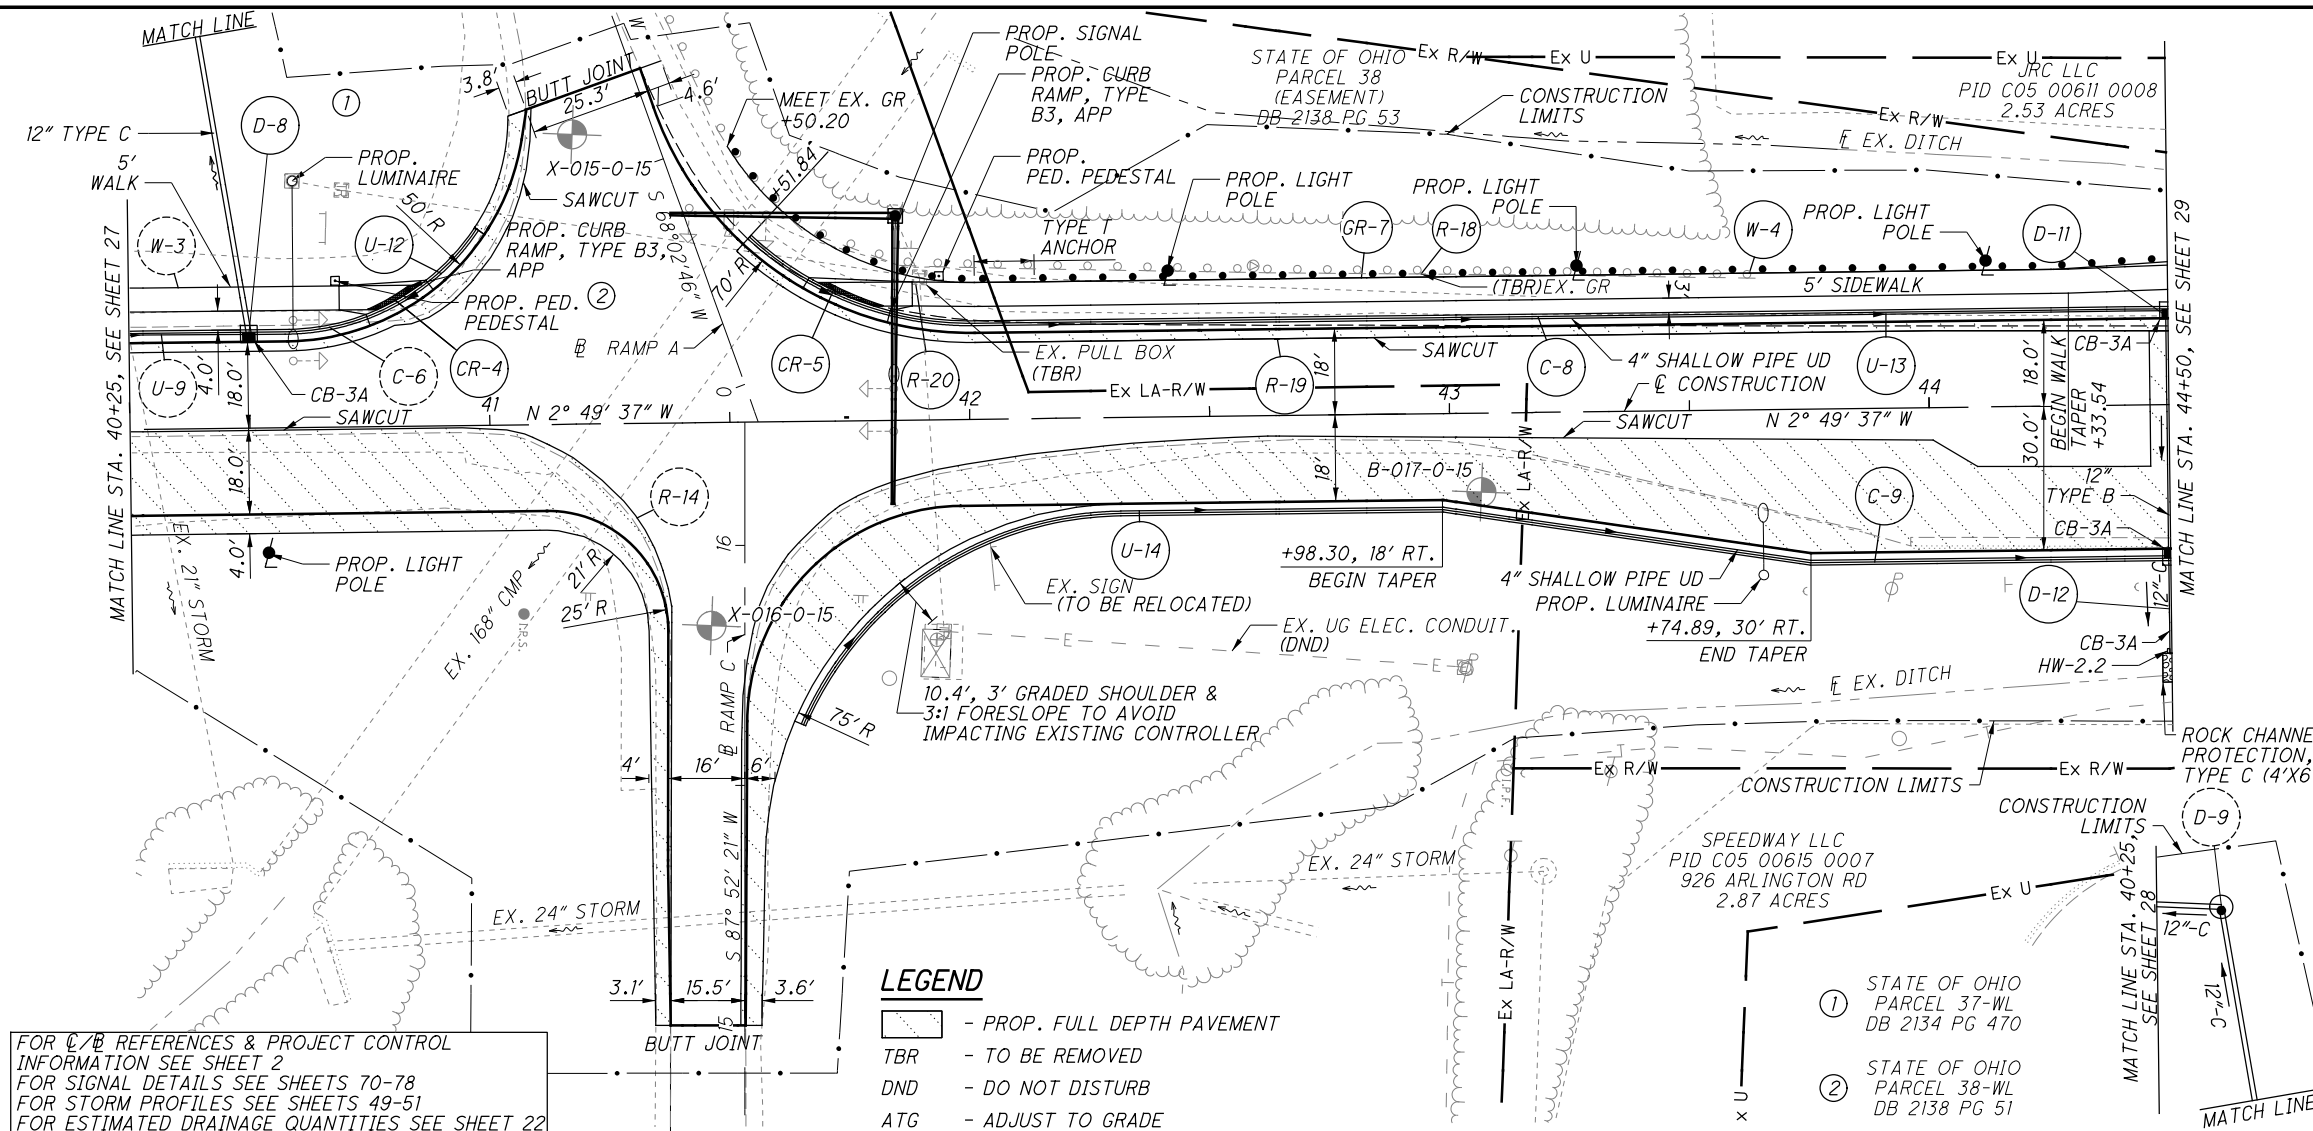 MATCH LINE
3.8'
BUTT JOINT
25.3'
4.6'
1
12" TYPE C
D-8
5'
WALK
PROP.
LUMINAIRE
X-015-0-15
SAWCUT
50' R
W-3
U-12
PROP. CURB
RAMP, TYPE B3,
APP
PROP. PED.
PEDESTAL
2
MATCH LINE STA. 40+25, SEE SHEET 27
U-9
4.0'
18.0'
CB-3A
SAWCUT
C-6
CR-4
41
N 2° 49' 37" W
MEET EX. GR
+50.20
+51.84'
S 68°02'46" W
70' R
℔ RAMP A
0
CR-5
PROP. SIGNAL
POLE
PROP. CURB
RAMP, TYPE
B3, APP
PROP.
PED. PEDESTAL
TYPE T
ANCHOR
EX. PULL BOX
(TBR)
R-20
42
Ex LA-R/W
STATE OF OHIO
PARCEL 38
(EASEMENT)
DB 2138 PG 53
Ex R/W
Ex U
Ex U
CONSTRUCTION
LIMITS
JRC LLC
PID C05 00611 0008
2.53 ACRES
Ex R/W
℄ EX. DITCH
PROP. LIGHT
POLE
PROP. LIGHT
POLE
PROP. LIGHT
POLE
GR-7
R-18
W-4
D-11
(TBR)EX. GR
3'
5' SIDEWALK
SAWCUT
4" SHALLOW PIPE UD
℄ CONSTRUCTION
C-8
U-13
CB-3A
R-19
18'
43
44
SAWCUT
N 2° 49' 37" W
18.0'
30.0'
BEGIN WALK
TAPER
+33.54
MATCH LINE STA. 44+50, SEE SHEET 29
18.0'
4.0'
EX. 21" STORM
PROP. LIGHT
POLE
R-14
21' R
25' R
EX. 168" CMP
16
X-016-0-15
℔ RAMP C
U-14
EX. SIGN
(TO BE RELOCATED)
18'
B-017-0-15
Ex LA-R/W
+98.30, 18' RT.
BEGIN TAPER
4" SHALLOW PIPE UD
PROP. LUMINAIRE
+74.89, 30' RT.
END TAPER
C-9
12"
TYPE B
CB-3A
12"-C
D-12
CB-3A
HW-2.2
E
E
EX. UG ELEC. CONDUIT.
(DND)
75' R
10.4', 3' GRADED SHOULDER &
3:1 FORESLOPE TO AVOID
IMPACTING EXISTING CONTROLLER
4'
16'
6'
S 87° 52' 21" W
℄ EX. DITCH
ROCK CHANNE
PROTECTION,
TYPE C (4'X6
Ex R/W
CONSTRUCTION LIMITS
Ex R/W
CONSTRUCTION
LIMITS
D-9
SPEEDWAY LLC
PID C05 00615 0007
926 ARLINGTON RD
2.87 ACRES
EX. 24" STORM
EX. 24" STORM
Ex LA-R/W
Ex U
x U
3.1'
15.5'
3.6'
15
BUTT JOINT
MATCH LINE STA. 40+25,
SEE SHEET 28
12"-C
12"-C
MATCH LINE
LEGEND
- PROP. FULL DEPTH PAVEMENT
TBR - TO BE REMOVED
DND - DO NOT DISTURB
ATG - ADJUST TO GRADE
1 STATE OF OHIO
PARCEL 37-WL
DB 2134 PG 470
2 STATE OF OHIO
PARCEL 38-WL
DB 2138 PG 51
FOR ℄/℔ REFERENCES & PROJECT CONTROL
INFORMATION SEE SHEET 2
FOR SIGNAL DETAILS SEE SHEETS 70-78
FOR STORM PROFILES SEE SHEETS 49-51
FOR ESTIMATED DRAINAGE QUANTITIES SEE SHEET 22